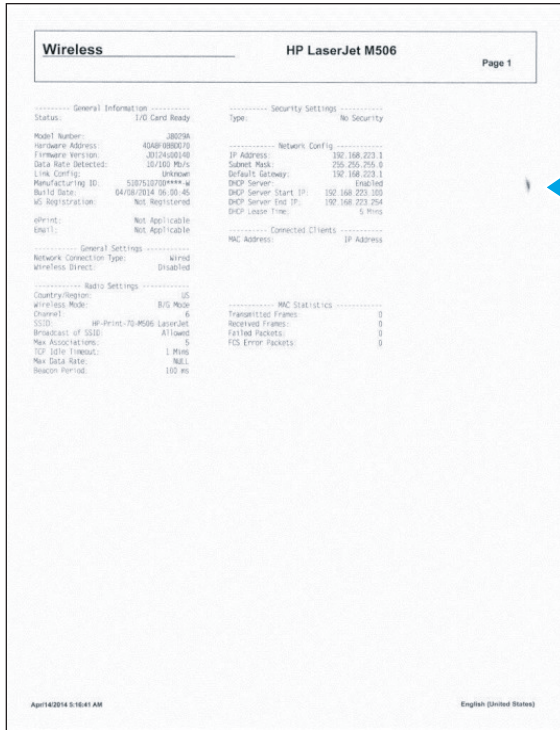 Wireless
HP LaserJet M506
Page 1
---------- General Information ----------
Status: I/O Card Ready
Model Number: J8029A
Hardware Address:
Firmware Version: JDI24s00140
Data Rate Detected: 10/100 Mb/s
Link Config: Unknown
Manufacturing ID: 5107510700****-W
Build Date: 04/08/2014 06:00:45
WS Registration: Not Registered
ePrint: Not Applicable
Email: Not Applicable
---------- General Settings ----------
Network Connection Type: Wired
Wireless Direct: Disabled
---------- Radio Settings ----------
Country/Region: US
Wireless Mode: B/G Mode
Channel: 6
SSID: HP-Print-70-M506 LaserJet
Broadcast of SSID: Allowed
Max Associations: 5
TCP Idle Timeout: 1 Mins
Max Data Rate: NULL
Beacon Period: 100 ms
---------- Security Settings ----------
Type: No Security
---------- Network Config ----------
IP Address: 192.168.223.1
Subnet Mask: 255.255.255.0
Default Gateway: 192.168.223.1
DHCP Server: Enabled
DHCP Server Start IP: 192.168.223.100
DHCP Server End IP: 192.168.223.254
DHCP Lease Time: 5 Mins
---------- Connected Clients ----------
MAC Address: IP Address
---------- MAC Statistics ----------
Transmitted Frames: 0
Received Frames: 0
Failed Packets: 0
FCS Error Packets: 0
April/14/2014 5:16:41 AM
English (United States)